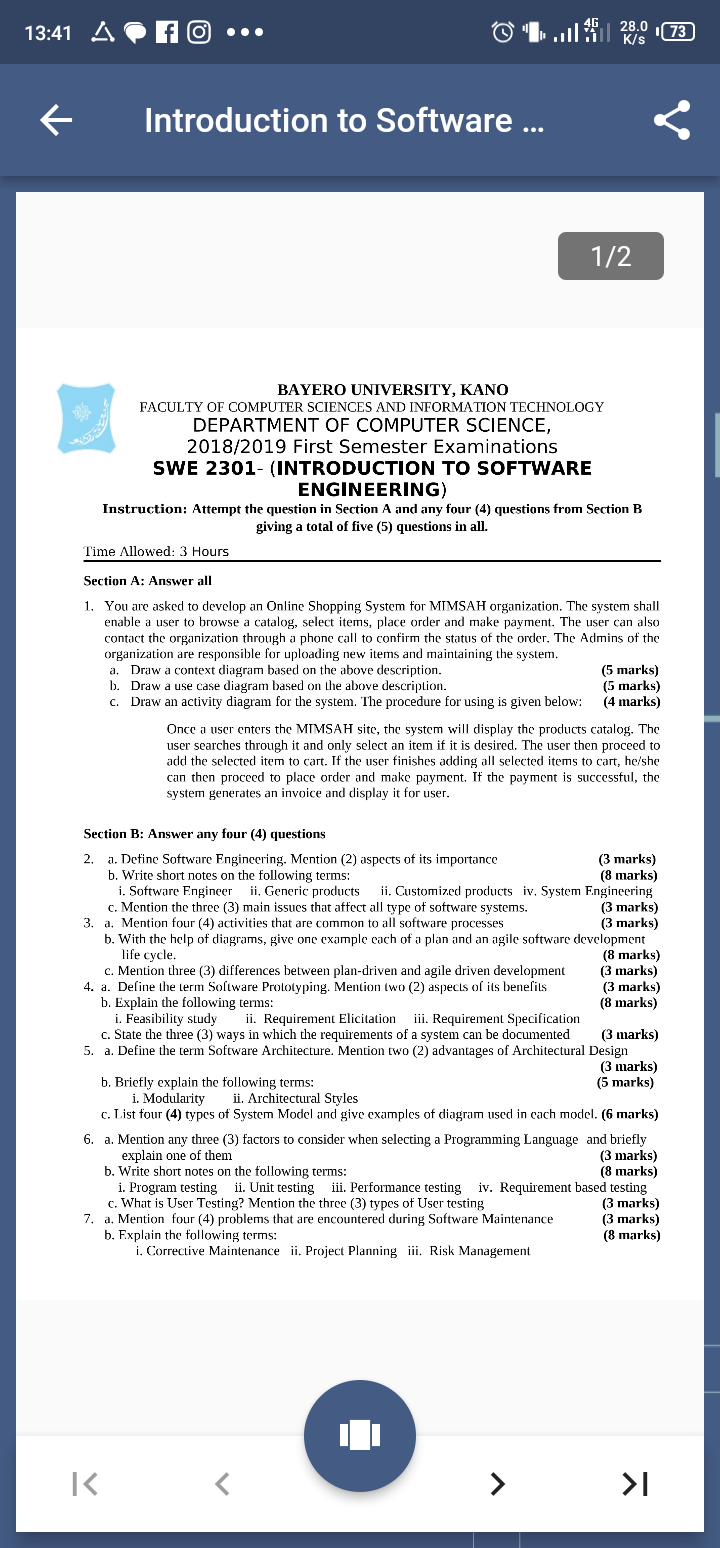 13:41
4G
28.0
K/s
73
Introduction to Software ...
1/2
BAYERO UNIVERSITY, KANO
FACULTY OF COMPUTER SCIENCES AND INFORMATION TECHNOLOGY
DEPARTMENT OF COMPUTER SCIENCE,
2018/2019 First Semester Examinations
SWE 2301- (INTRODUCTION TO SOFTWARE
ENGINEERING)
Instruction: Attempt the question in Section A and any four (4) questions from Section B
giving a total of five (5) questions in all.
Time Allowed: 3 Hours
Section A: Answer all
1. You are asked to develop an Online Shopping System for MIMSAH organization. The system shall
enable a user to browse a catalog, select items, place order and make payment. The user can also
contact the organization through a phone call to confirm the status of the order. The Admins of the
organization are responsible for uploading new items and maintaining the system.
a. Draw a context diagram based on the above description. (5 marks)
b. Draw a use case diagram based on the above description. (5 marks)
c. Draw an activity diagram for the system. The procedure for using is given below: (4 marks)
Once a user enters the MIMSAH site, the system will display the products catalog. The
user searches through it and only select an item if it is desired. The user then proceed to
add the selected item to cart. If the user finishes adding all selected items to cart, he/she
can then proceed to place order and make payment. If the payment is successful, the
system generates an invoice and display it for user.
Section B: Answer any four (4) questions
2. a. Define Software Engineering. Mention (2) aspects of its importance (3 marks)
b. Write short notes on the following terms: (8 marks)
i. Software Engineer ii. Generic products ii. Customized products iv. System Engineering
c. Mention the three (3) main issues that affect all type of software systems. (3 marks)
3. a. Mention four (4) activities that are common to all software processes (3 marks)
b. With the help of diagrams, give one example each of a plan and an agile software development
life cycle. (8 marks)
c. Mention three (3) differences between plan-driven and agile driven development (3 marks)
4. a. Define the term Software Prototyping. Mention two (2) aspects of its benefits (3 marks)
b. Explain the following terms: (8 marks)
i. Feasibility study ii. Requirement Elicitation iii. Requirement Specification
c. State the three (3) ways in which the requirements of a system can be documented (3 marks)
5. a. Define the term Software Architecture. Mention two (2) advantages of Architectural Design
(3 marks)
b. Briefly explain the following terms: (5 marks)
i. Modularity ii. Architectural Styles
c. List four (4) types of System Model and give examples of diagram used in each model. (6 marks)
6. a. Mention any three (3) factors to consider when selecting a Programming Language and briefly
explain one of them (3 marks)
b. Write short notes on the following terms: (8 marks)
i. Program testing ii. Unit testing iii. Performance testing iv. Requirement based testing
c. What is User Testing? Mention the three (3) types of User testing (3 marks)
7. a. Mention four (4) problems that are encountered during Software Maintenance (3 marks)
b. Explain the following terms: (8 marks)
i. Corrective Maintenance ii. Project Planning iii. Risk Management